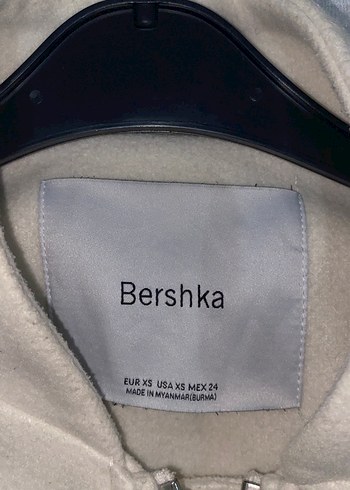 Bershka
EUR XS USA XS MEX 24
MADE IN MYANMAR(BURMA)